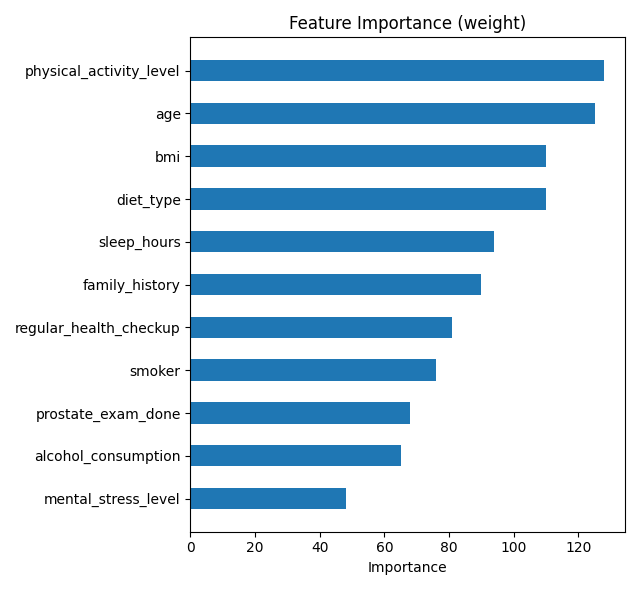 Feature Importance (weight)
physical_activity_level
age
bmi
diet_type
sleep_hours
family_history
regular_health_checkup
smoker
prostate_exam_done
alcohol_consumption
mental_stress_level
0 20 40 60 80 100 120
Importance